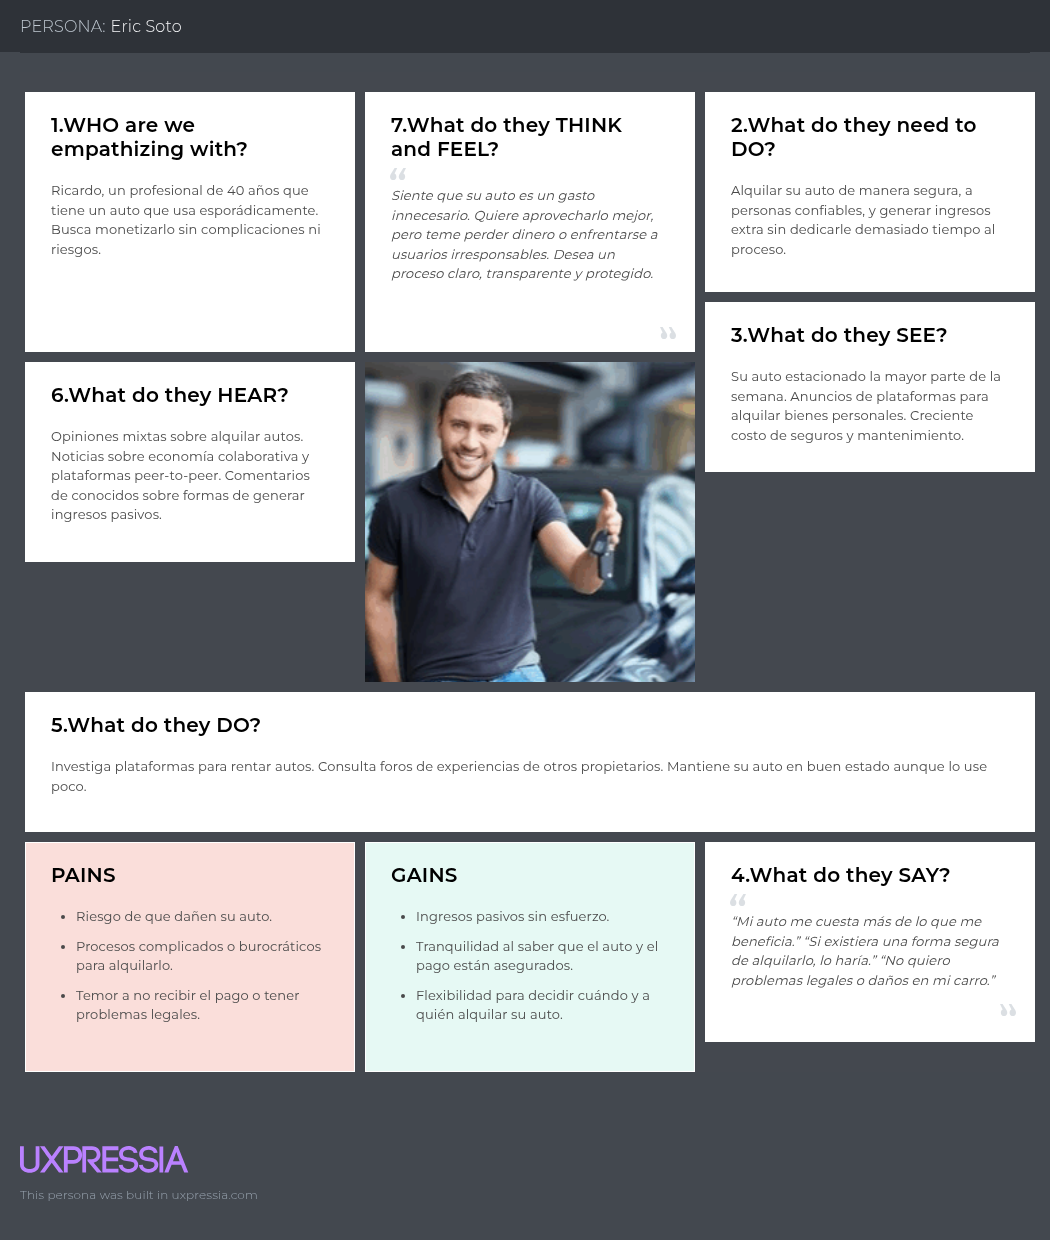 PERSONA: Eric Soto
1.WHO are we
empathizing with?
Ricardo, un profesional de 40 años que
tiene un auto que usa esporádicamente.
Busca monetizarlo sin complicaciones ni
riesgos.
7.What do they THINK
and FEEL?
“
Siente que su auto es un gasto
innecesario. Quiere aprovecharlo mejor,
pero teme perder dinero o enfrentarse a
usuarios irresponsables. Desea un
proceso claro, transparente y protegido.
”
2.What do they need to
DO?
Alquilar su auto de manera segura, a
personas confiables, y generar ingresos
extra sin dedicarle demasiado tiempo al
proceso.
3.What do they SEE?
Su auto estacionado la mayor parte de la
semana. Anuncios de plataformas para
alquilar bienes personales. Creciente
costo de seguros y mantenimiento.
6.What do they HEAR?
Opiniones mixtas sobre alquilar autos.
Noticias sobre economía colaborativa y
plataformas peer-to-peer. Comentarios
de conocidos sobre formas de generar
ingresos pasivos.
5.What do they DO?
Investiga plataformas para rentar autos. Consulta foros de experiencias de otros propietarios. Mantiene su auto en buen estado aunque lo use
poco.
PAINS
• Riesgo de que dañen su auto.
• Procesos complicados o burocráticos
para alquilarlo.
• Temor a no recibir el pago o tener
problemas legales.
GAINS
• Ingresos pasivos sin esfuerzo.
• Tranquilidad al saber que el auto y el
pago están asegurados.
• Flexibilidad para decidir cuándo y a
quién alquilar su auto.
4.What do they SAY?
“
“Mi auto me cuesta más de lo que me
beneficia.” “Si existiera una forma segura
de alquilarlo, lo haría.” “No quiero
problemas legales o daños en mi carro.”
”
UXPRESSIA
This persona was built in uxpressia.com